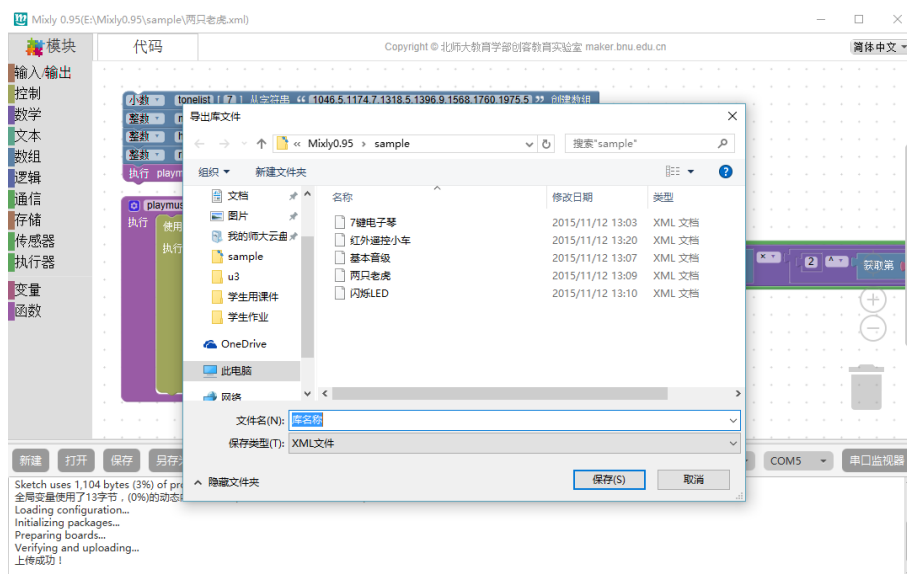 Mixly 0.95(E:\Mixly0.95\sample\两只老虎.xml)
模块
代码
Copyright © 北师大教育学部创客教育实验室 maker.bnu.edu.cn
简体中文
输入/输出
控制
数学
文本
数组
逻辑
通信
存储
传感器
执行器
变量
函数
小数 tonelist [ 7 ] 从字符串 “ 1046.5,1174.7,1318.5,1396.9,1568,1760,1975.5 ” 创建数组
整数
整数
整数
执行 playm
playmus
执行
使用
执行
× 2 ^ 获取第
导出库文件
« Mixly0.95 › sample
搜索"sample"
组织
新建文件夹
文档
图片
我的师大云盘
sample
u3
学生用课件
学生作业
OneDrive
此电脑
网络
名称 修改日期 类型
7键电子琴 2015/11/12 13:03 XML 文档
红外遥控小车 2015/11/12 13:20 XML 文档
基本音级 2015/11/12 13:07 XML 文档
两只老虎 2015/11/12 13:09 XML 文档
闪烁LED 2015/11/12 13:10 XML 文档
文件名(N): 库名称
保存类型(T): XML文件
隐藏文件夹
保存(S)
取消
新建 打开 保存 另存 COM5 串口监视器
Sketch uses 1,104 bytes (3%) of pr
全局变量使用了13字节，(0%)的动态
Loading configuration...
Initializing packages...
Preparing boards...
Verifying and uploading...
上传成功！